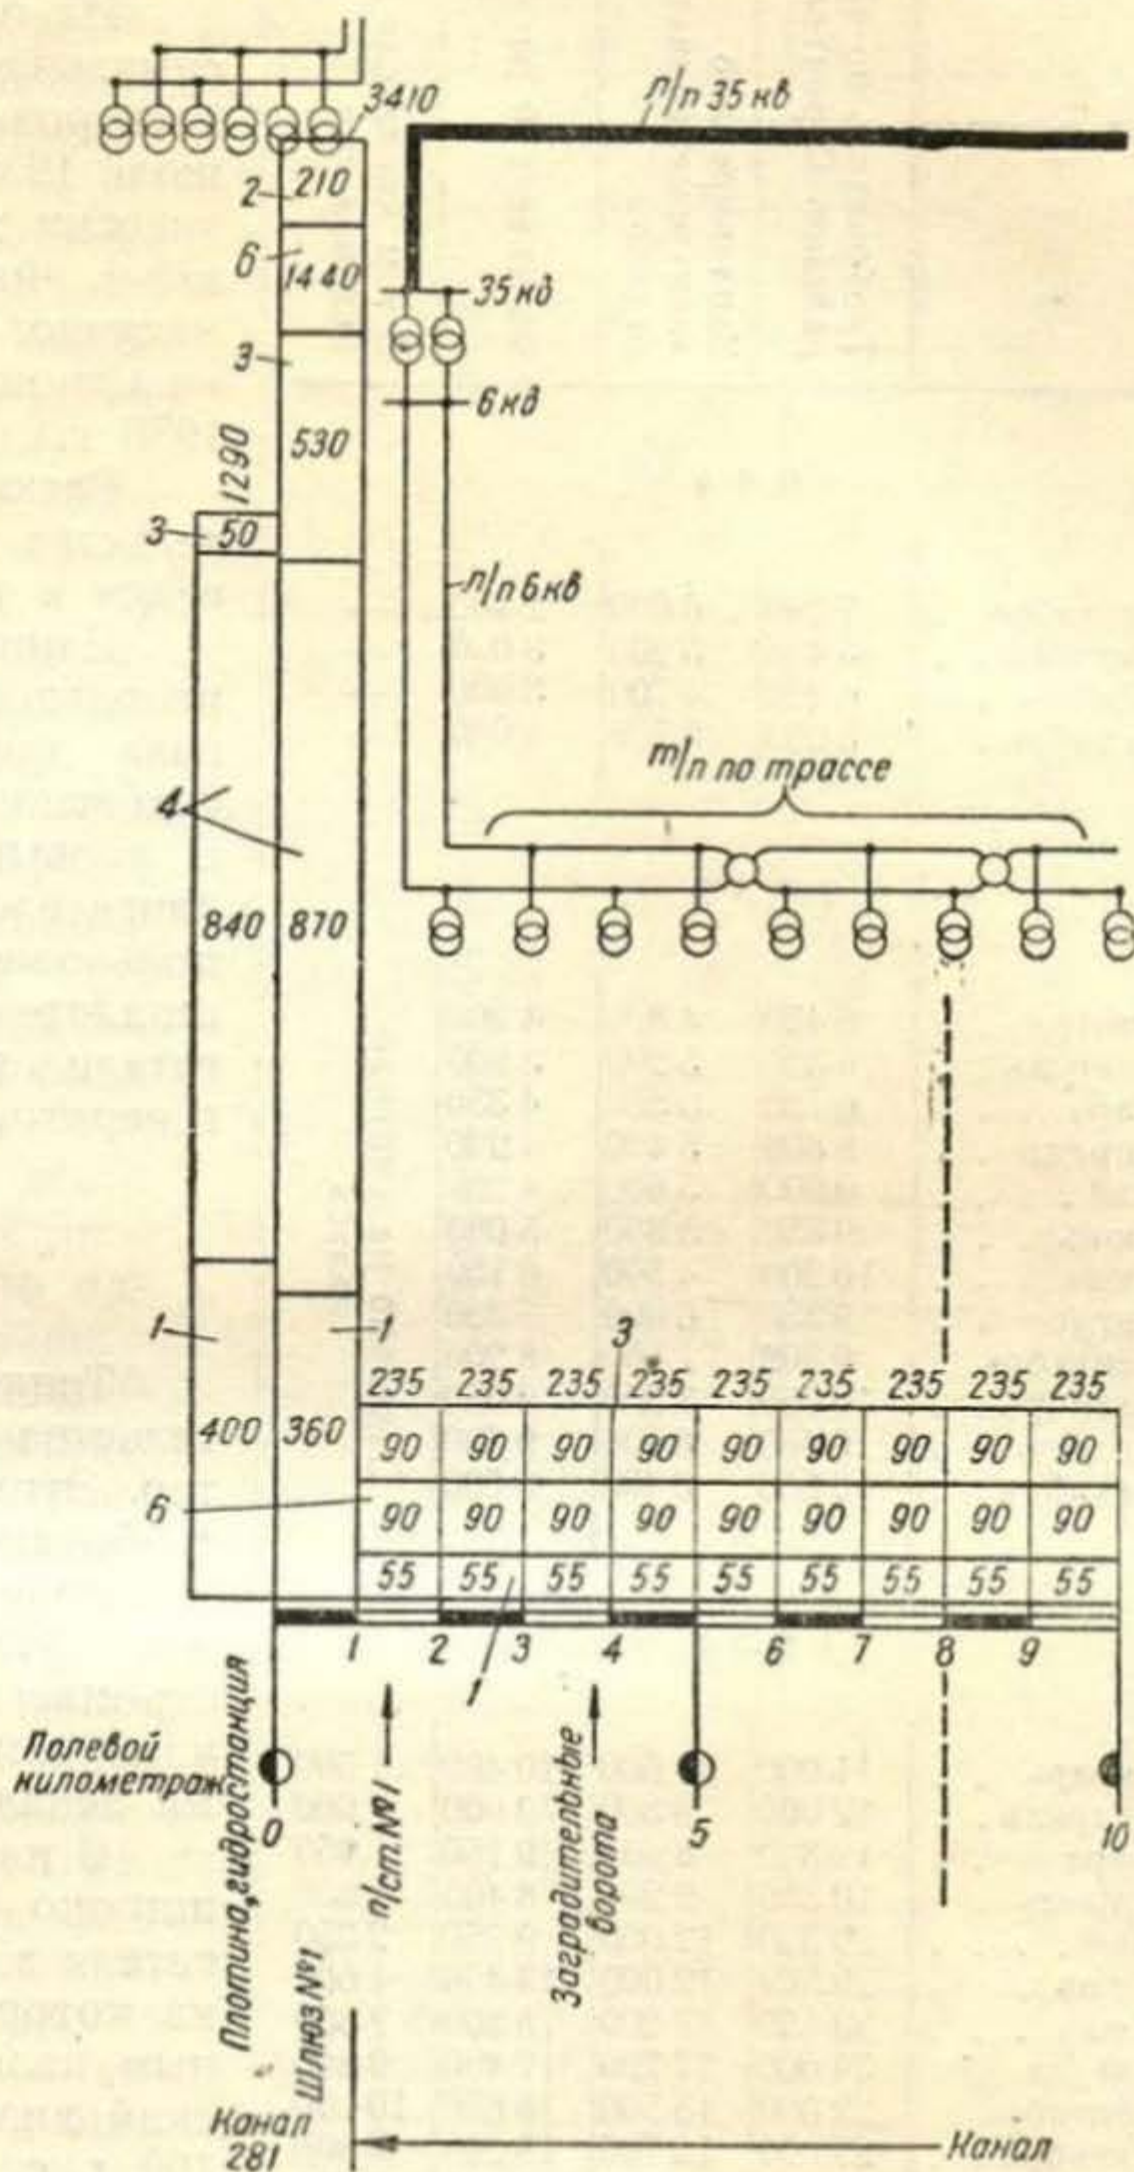 3410
л/п 35 кв
2
210
6
1440
35 кв
3
6 кв
530
1290
3
50
л/п 6 кв
т/п по трассе
4
840
870
1
1
3
235 235 235 235 235 235 235 235 235
400
360
90 90 90 90 90 90 90 90 90
6
90 90 90 90 90 90 90 90 90
55 55 55 55 55 55 55 55 55
1 2 3 4 6 7 8 9
1
Полевой
километраж
0
5
10
Плотина, гидростанция
Шлюз №1
п/ст. №1
Заградительные
ворота
Канал
281
Канал